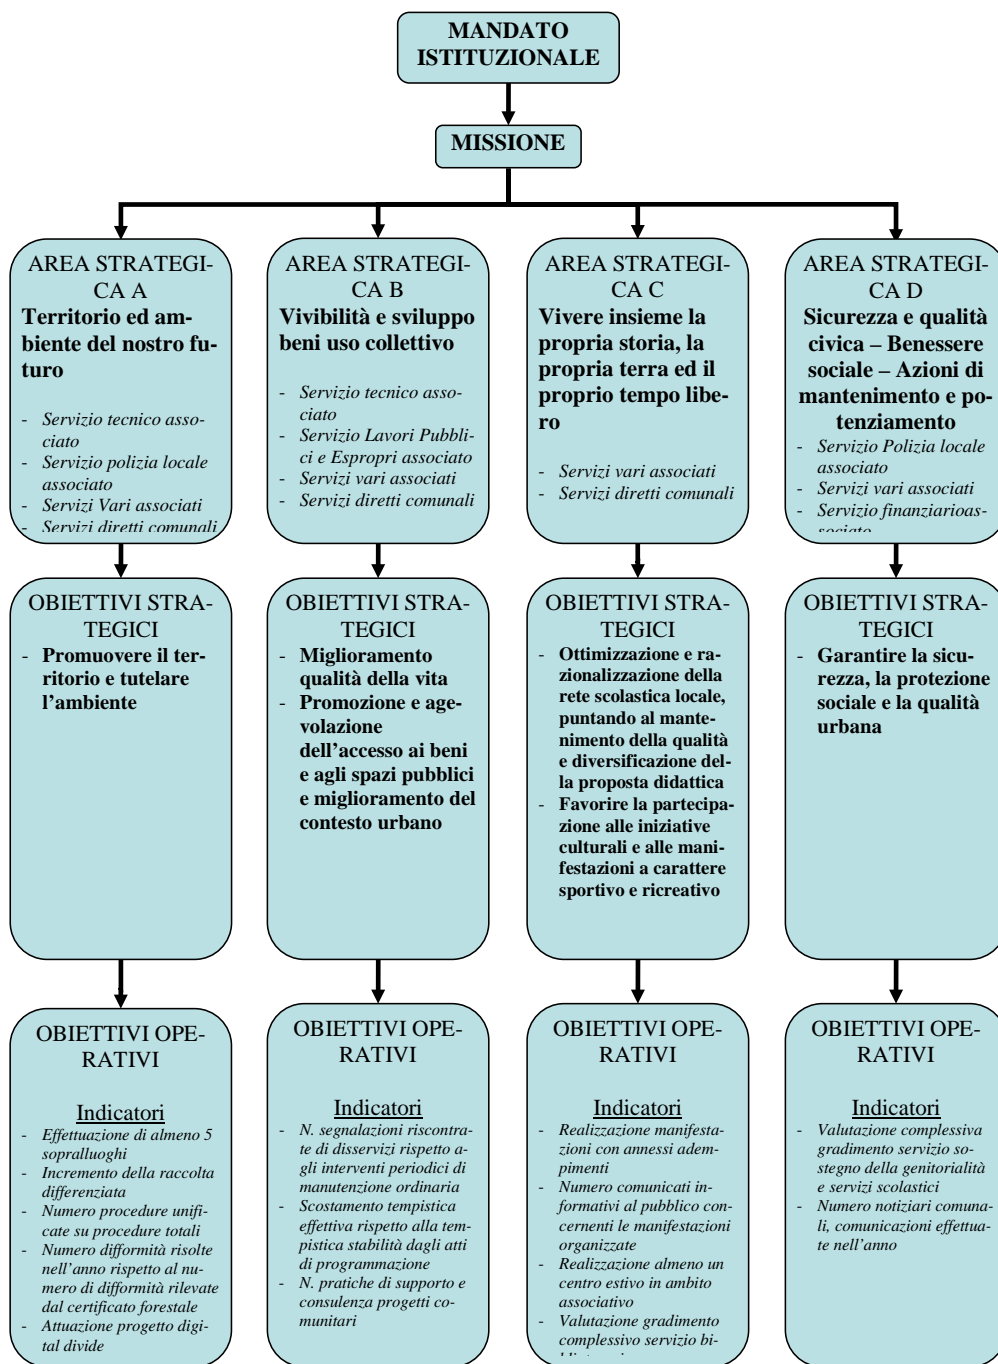 MANDATO
ISTITUZIONALE
MISSIONE
AREA STRATEGI-
CA A
Territorio ed am-
biente del nostro fu-
turo
- Servizio tecnico asso-
ciato
- Servizio polizia locale
associato
- Servizi Vari associati
- Servizi diretti comunali
AREA STRATEGI-
CA B
Vivibilità e sviluppo
beni uso collettivo
- Servizio tecnico asso-
ciato
- Servizio Lavori Pubbli-
ci e Espropri associato
- Servizi vari associati
- Servizi diretti comunali
AREA STRATEGI-
CA C
Vivere insieme la
propria storia, la
propria terra ed il
proprio tempo libe-
ro
- Servizi vari associati
- Servizi diretti comunali
AREA STRATEGI-
CA D
Sicurezza e qualità
civica – Benessere
sociale – Azioni di
mantenimento e po-
tenziamento
- Servizio Polizia locale
associato
- Servizi vari associati
- Servizio finanziarioas-
sociato
OBIETTIVI STRA-
TEGICI
- Promuovere il ter-
ritorio e tutelare
l’ambiente
OBIETTIVI STRA-
TEGICI
- Miglioramento
qualità della vita
- Promozione e age-
volazione
dell’accesso ai beni
e agli spazi pubblici
e miglioramento del
contesto urbano
OBIETTIVI STRA-
TEGICI
- Ottimizzazione e ra-
zionalizzazione della
rete scolastica locale,
puntando al mante-
nimento della qualità
e diversificazione del-
la proposta didattica
- Favorire la partecipa-
zione alle iniziative
culturali e alle mani-
festazioni a carattere
sportivo e ricreativo
OBIETTIVI STRA-
TEGICI
- Garantire la sicu-
rezza, la protezione
sociale e la qualità
urbana
OBIETTIVI OPE-
RATIVI
Indicatori
- Effettuazione di almeno 5
sopralluoghi
- Incremento della raccolta
differenziata
- Numero procedure unifi-
cate su procedure totali
- Numero difformità risolte
nell’anno rispetto al nu-
mero di difformità rilevate
dal certificato forestale
- Attuazione progetto digi-
tal divide
OBIETTIVI OPE-
RATIVI
Indicatori
- N. segnalazioni riscontra-
te di disservizi rispetto a-
gli interventi periodici di
manutenzione ordinaria
- Scostamento tempistica
effettiva rispetto alla tem-
pistica stabilità dagli atti
di programmazione
- N. pratiche di supporto e
consulenza progetti co-
munitari
OBIETTIVI OPE-
RATIVI
Indicatori
- Realizzazione manifesta-
zioni con annessi adem-
pimenti
- Numero comunicati in-
formativi al pubblico con-
cernenti le manifestazioni
organizzate
- Realizzazione almeno un
centro estivo in ambito
associativo
- Valutazione gradimento
complessivo servizio bi-
OBIETTIVI OPE-
RATIVI
Indicatori
- Valutazione complessiva
gradimento servizio so-
stegno della genitorialità
e servizi scolastici
- Numero notiziari comuna-
li, comunicazioni effettua-
te nell’anno